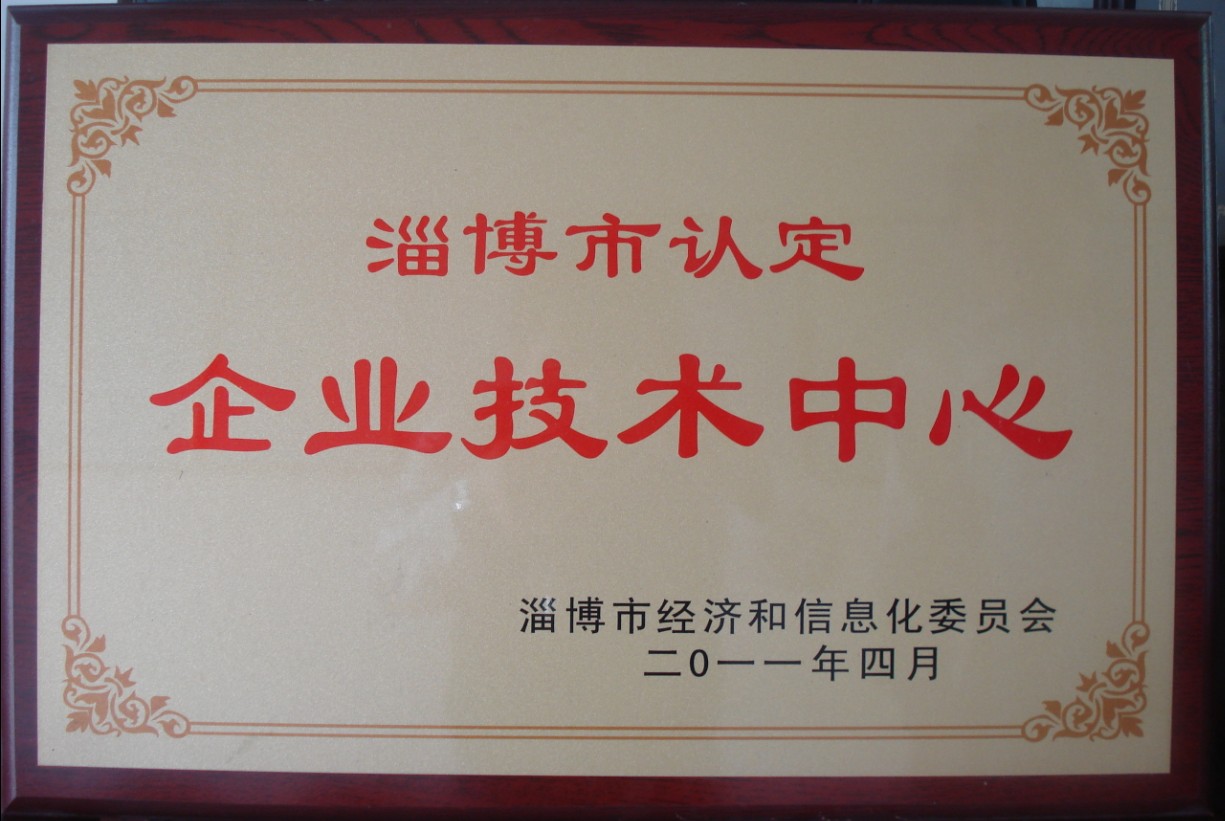 淄博市认定
企业技术中心
淄博市经济和信息化委员会
二0一一年四月